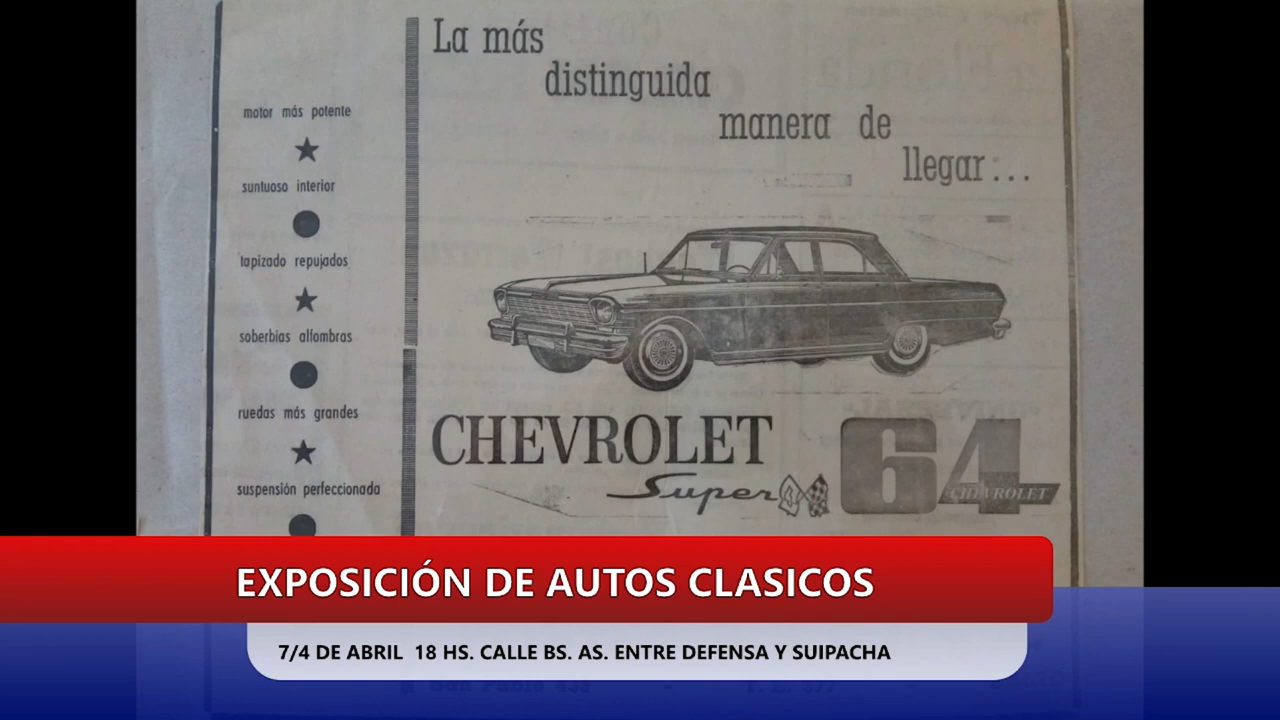 La más
distinguida
manera de
llegar...
motor más potente
suntuoso interior
tapizado repujados
soberbias alfombras
ruedas más grandes
suspensión perfeccionada
CHEVROLET
Super
64
CHEVROLET
EXPOSICIÓN DE AUTOS CLASICOS
7/4 DE ABRIL 18 HS. CALLE BS. AS. ENTRE DEFENSA Y SUIPACHA